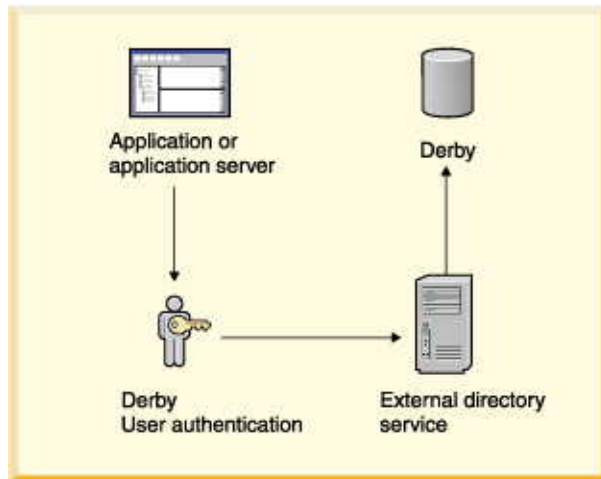 Application or
application server
Derby
Derby
User authentication
External directory
service